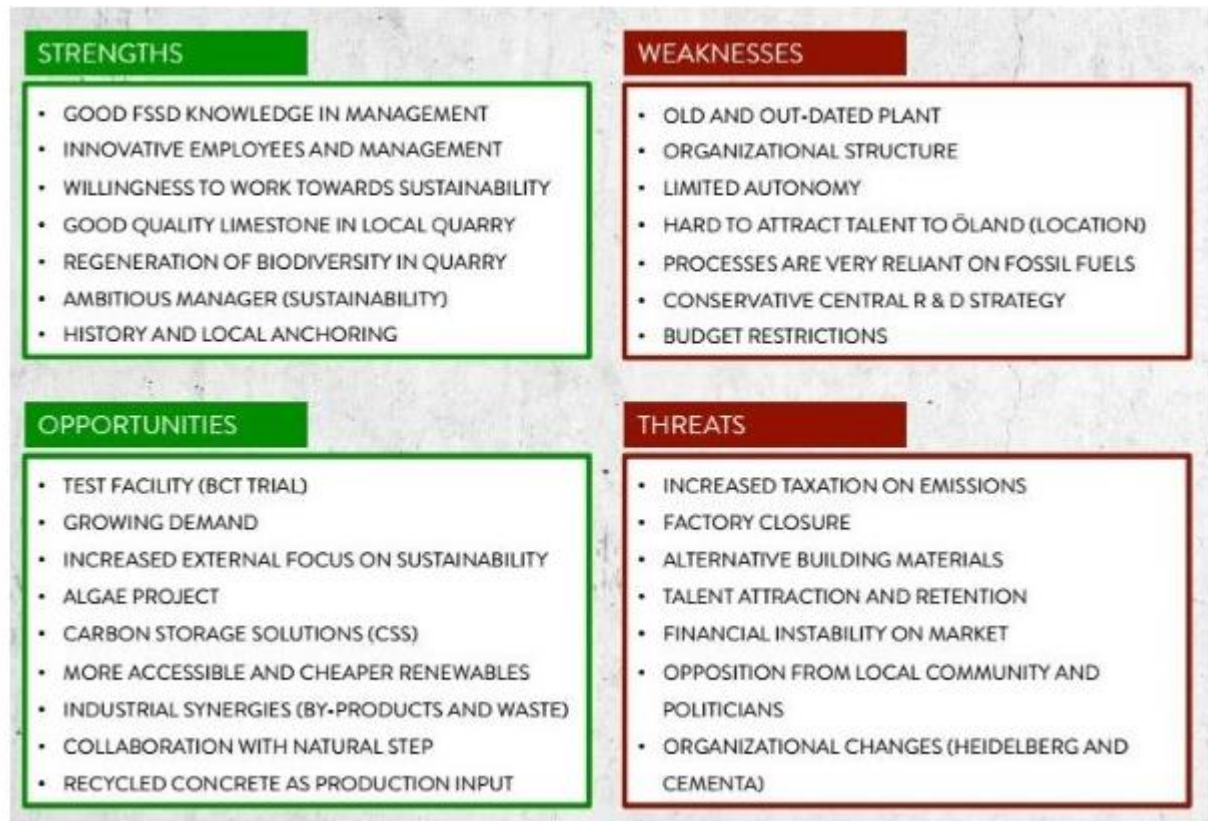 STRENGTHS
• GOOD FSSD KNOWLEDGE IN MANAGEMENT
• INNOVATIVE EMPLOYEES AND MANAGEMENT
• WILLINGNESS TO WORK TOWARDS SUSTAINABILITY
• GOOD QUALITY LIMESTONE IN LOCAL QUARRY
• REGENERATION OF BIODIVERSITY IN QUARRY
• AMBITIOUS MANAGER (SUSTAINABILITY)
• HISTORY AND LOCAL ANCHORING
WEAKNESSES
• OLD AND OUT-DATED PLANT
• ORGANIZATIONAL STRUCTURE
• LIMITED AUTONOMY
• HARD TO ATTRACT TALENT TO ÖLAND (LOCATION)
• PROCESSES ARE VERY RELIANT ON FOSSIL FUELS
• CONSERVATIVE CENTRAL R & D STRATEGY
• BUDGET RESTRICTIONS
OPPORTUNITIES
• TEST FACILITY (BCT TRIAL)
• GROWING DEMAND
• INCREASED EXTERNAL FOCUS ON SUSTAINABILITY
• ALGAE PROJECT
• CARBON STORAGE SOLUTIONS (CSS)
• MORE ACCESSIBLE AND CHEAPER RENEWABLES
• INDUSTRIAL SYNERGIES (BY-PRODUCTS AND WASTE)
• COLLABORATION WITH NATURAL STEP
• RECYCLED CONCRETE AS PRODUCTION INPUT
THREATS
• INCREASED TAXATION ON EMISSIONS
• FACTORY CLOSURE
• ALTERNATIVE BUILDING MATERIALS
• TALENT ATTRACTION AND RETENTION
• FINANCIAL INSTABILITY ON MARKET
• OPPOSITION FROM LOCAL COMMUNITY AND
POLITICIANS
• ORGANIZATIONAL CHANGES (HEIDELBERG AND
CEMENTA)